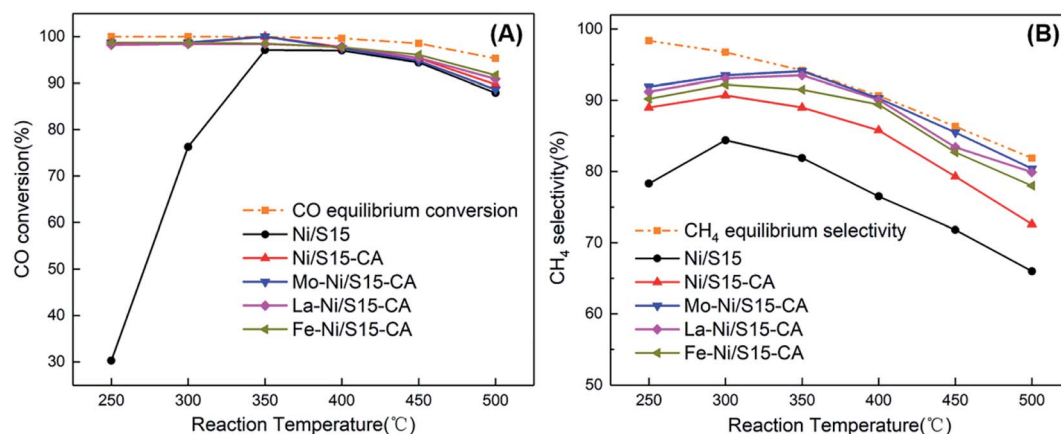 (A)
CO conversion(%)
100
90
80
70
60
50
40
30
CO equilibrium conversion
Ni/S15
Ni/S15-CA
Mo-Ni/S15-CA
La-Ni/S15-CA
Fe-Ni/S15-CA
250 300 350 400 450 500
Reaction Temperature(℃)
(B)
CH₄ selectivity(%)
100
90
80
70
60
50
CH₄ equilibrium selectivity
Ni/S15
Ni/S15-CA
Mo-Ni/S15-CA
La-Ni/S15-CA
Fe-Ni/S15-CA
250 300 350 400 450 500
Reaction Temperature(℃)